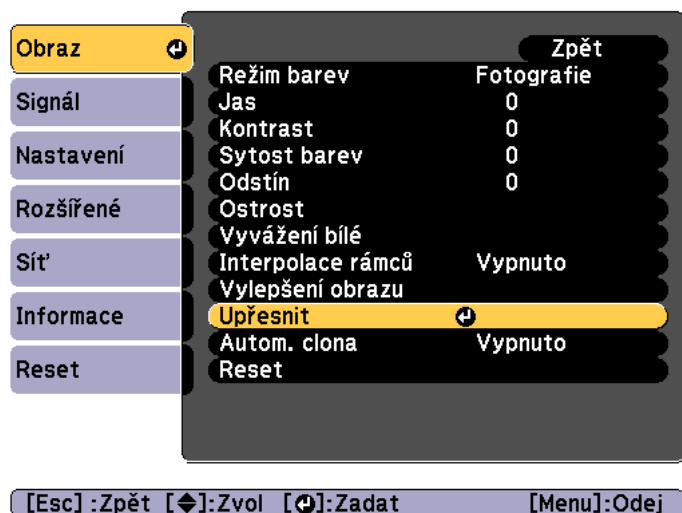 Obraz
Signál
Nastavení
Rozšířené
Síť
Informace
Reset
Zpět
Režim barev Fotografie
Jas 0
Kontrast 0
Sytost barev 0
Odstín 0
Ostrost
Vyvážení bílé
Interpolace rámců Vypnuto
Vylepšení obrazu
Upřesnit
Autom. clona Vypnuto
Reset
[Esc] :Zpět [◆]:Zvol [↵]:Zadat [Menu]:Odej